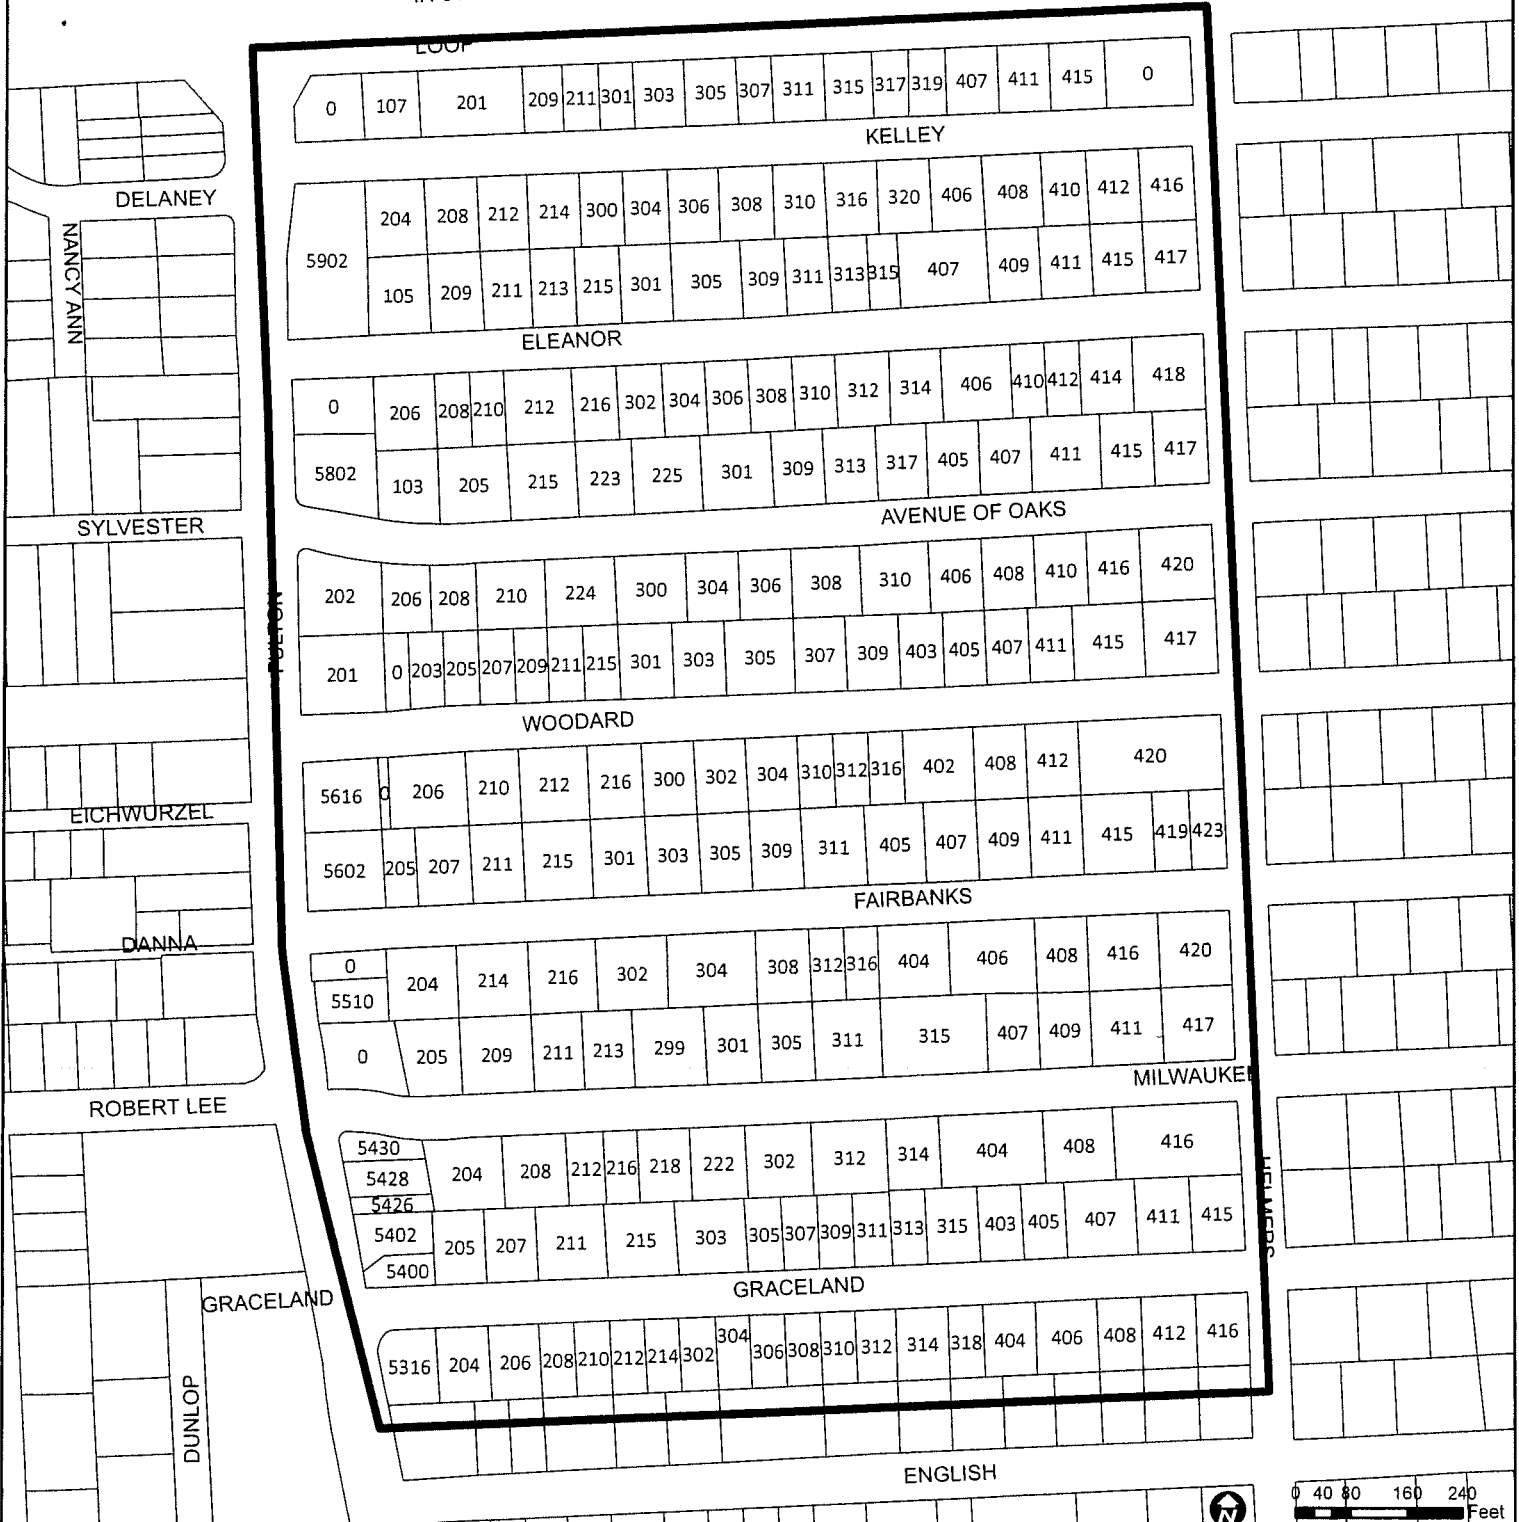 LOOP
0 107 201 209 211 301 303 305 307 311 315 317 319 407 411 415 0
KELLEY
DELANEY
NANCY ANN
5902
204 208 212 214 300 304 306 308 310 316 320 406 408 410 412 416
105 209 211 213 215 301 305 309 311 313 315 407 409 411 415 417
ELEANOR
0 206 208 210 212 216 302 304 306 308 310 312 314 406 410 412 414 418
5802 103 205 215 223 225 301 309 313 317 405 407 411 415 417
SYLVESTER
AVENUE OF OAKS
FULTON
202 206 208 210 224 300 304 306 308 310 406 408 410 416 420
201 0 203 205 207 209 211 215 301 303 305 307 309 403 405 407 411 415 417
WOODARD
5616 0 206 210 212 216 300 302 304 310 312 316 402 408 412 420
EICHWURZEL
5602 205 207 211 215 301 303 305 309 311 405 407 409 411 415 419 423
FAIRBANKS
DANNA
0
5510 204 214 216 302 304 308 312 316 404 406 408 416 420
0 205 209 211 213 299 301 305 311 315 407 409 411 417
MILWAUKEE
ROBERT LEE
5430
5428 204 208 212 216 218 222 302 312 314 404 408 416
5426
HELMERS
5402 205 207 211 215 303 305 307 309 311 313 315 403 405 407 411 415
5400
GRACELAND
GRACELAND
5316 204 206 208 210 212 214 302 304 306 308 310 312 314 318 404 406 408 412 416
DUNLOP
ENGLISH
N
0 40 80 160 240
Feet